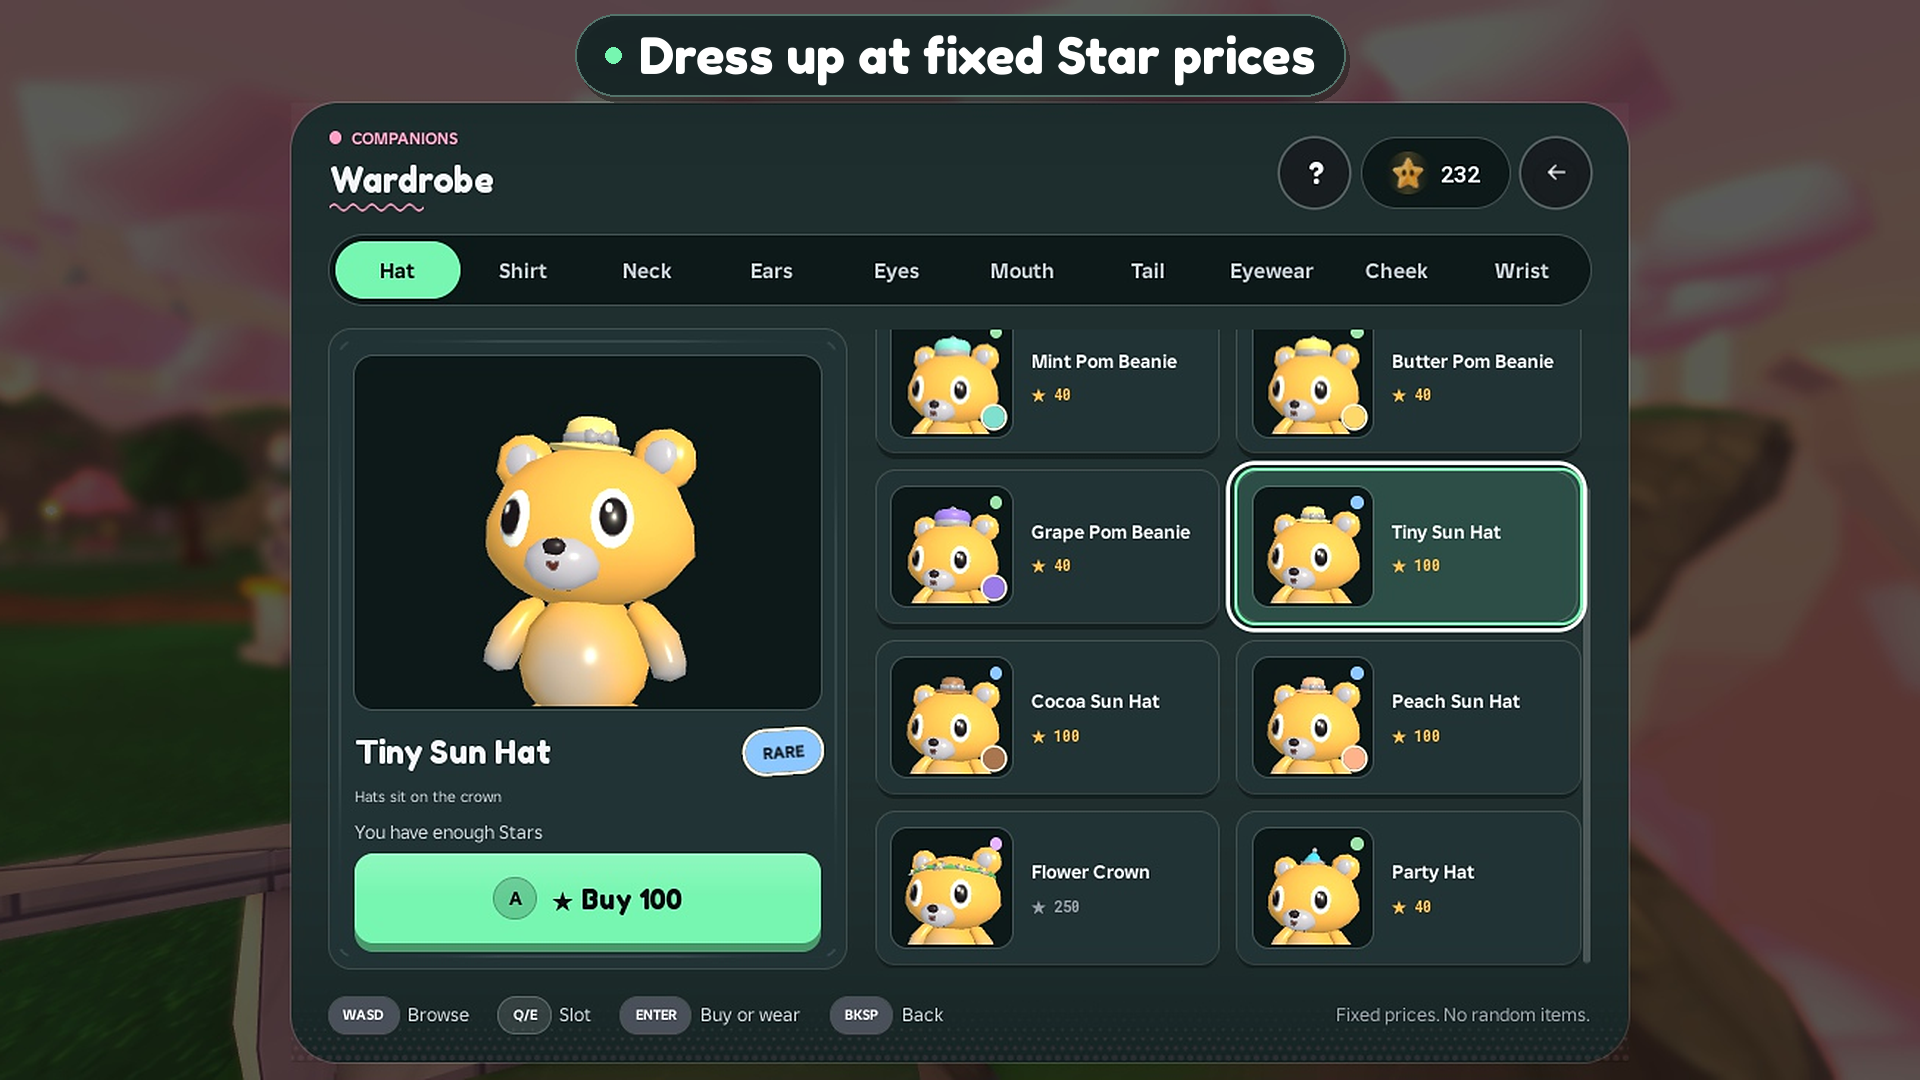 Dress up at fixed Star prices
COMPANIONS
Wardrobe
?
232
Hat
Shirt
Neck
Ears
Eyes
Mouth
Tail
Eyewear
Cheek
Wrist
Tiny Sun Hat
RARE
Hats sit on the crown
You have enough Stars
A ★ Buy 100
Mint Pom Beanie
★ 40
Butter Pom Beanie
★ 40
Grape Pom Beanie
★ 40
Tiny Sun Hat
★ 100
Cocoa Sun Hat
★ 100
Peach Sun Hat
★ 100
Flower Crown
★ 250
Party Hat
★ 40
WASD Browse
Q/E Slot
ENTER Buy or wear
BKSP Back
Fixed prices. No random items.